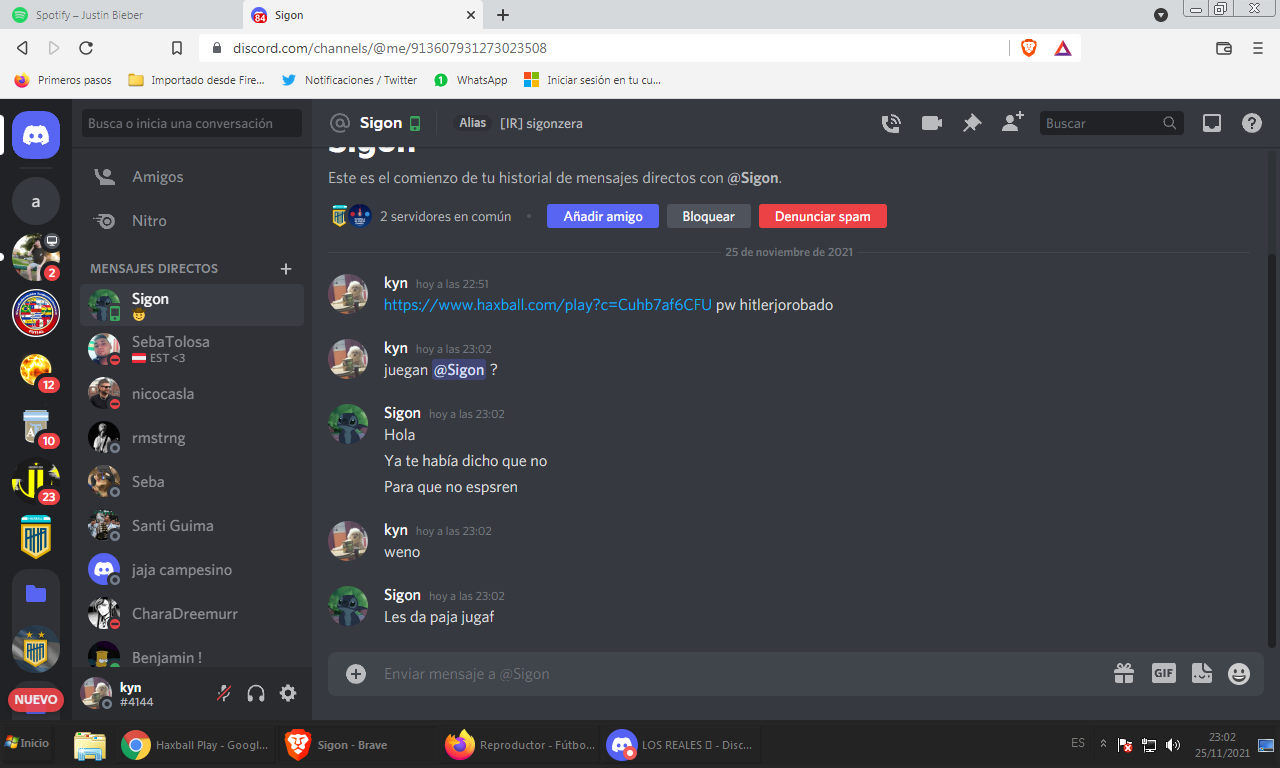 Spotify – Justin Bieber
84
Sigon
discord.com/channels/@me/913607931273023508
Primeros pasos
Importado desde Fire...
Notificaciones / Twitter
1
WhatsApp
Iniciar sesión en tu cu...
Busca o inicia una conversación
Sigon
Alias
[IR] sigonzera
Buscar
Amigos
Nitro
MENSAJES DIRECTOS
a
2
12
10
23
NUEVO
Sigon
SebaTolosa
EST <3
nicocasla
rmstrng
Seba
Santi Guima
jaja campesino
CharaDreemurr
Benjamin !
kyn
#4144
Sigon
Este es el comienzo de tu historial de mensajes directos con @Sigon.
2 servidores en común
Añadir amigo
Bloquear
Denunciar spam
25 de noviembre de 2021
kyn hoy a las 22:51
https://www.haxball.com/play?c=Cuhb7af6CFU pw hitlerjorobado
kyn hoy a las 23:02
juegan @Sigon ?
Sigon hoy a las 23:02
Hola
Ya te había dicho que no
Para que no espsren
kyn hoy a las 23:02
weno
Sigon hoy a las 23:02
Les da paja jugaf
Enviar mensaje a @Sigon
GIF
Inicio
Haxball Play - Googl...
Sigon - Brave
Reproductor - Fútbo...
LOS REALES - Disc...
ES
23:02
25/11/2021